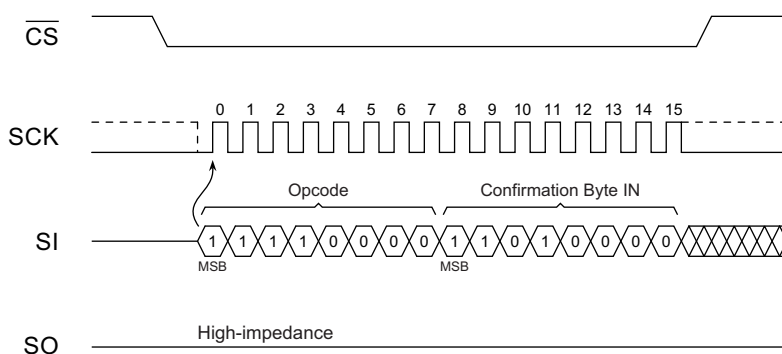 CS
0 1 2 3 4 5 6 7 8 9 10 11 12 13 14 15
SCK
Opcode Confirmation Byte IN
SI 1 1 1 1 0 0 0 0 1 1 0 1 0 0 0 0
MSB MSB
High-impedance
SO